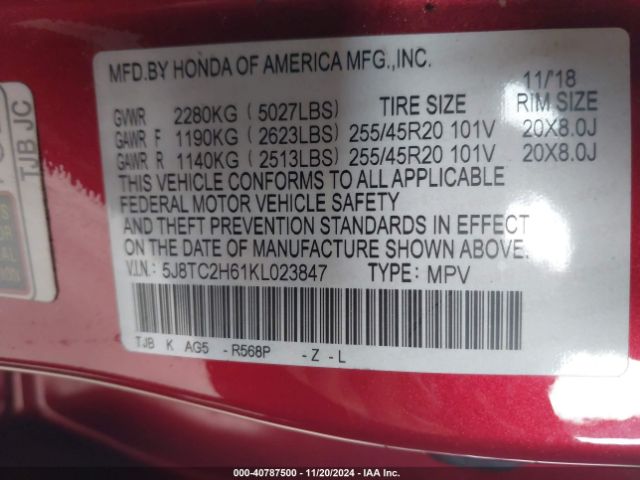 MFD.BY HONDA OF AMERICA MFG.,INC.
11/18
GVWR 2280KG (5027LBS) TIRE SIZE RIM SIZE
GAWR F 1190KG (2623LBS) 255/45R20 101V 20X8.0J
GAWR R 1140KG (2513LBS) 255/45R20 101V 20X8.0J
THIS VEHICLE CONFORMS TO ALL APPLICABLE
FEDERAL MOTOR VEHICLE SAFETY
AND THEFT PREVENTION STANDARDS IN EFFECT
ON THE DATE OF MANUFACTURE SHOWN ABOVE.
V.I.N.: 5J8TC2H61KL023847 TYPE: MPV
TJB K AG5 -R568P -Z-L
TJB JC
000-40787500 - 11/20/2024 - IAA Inc.